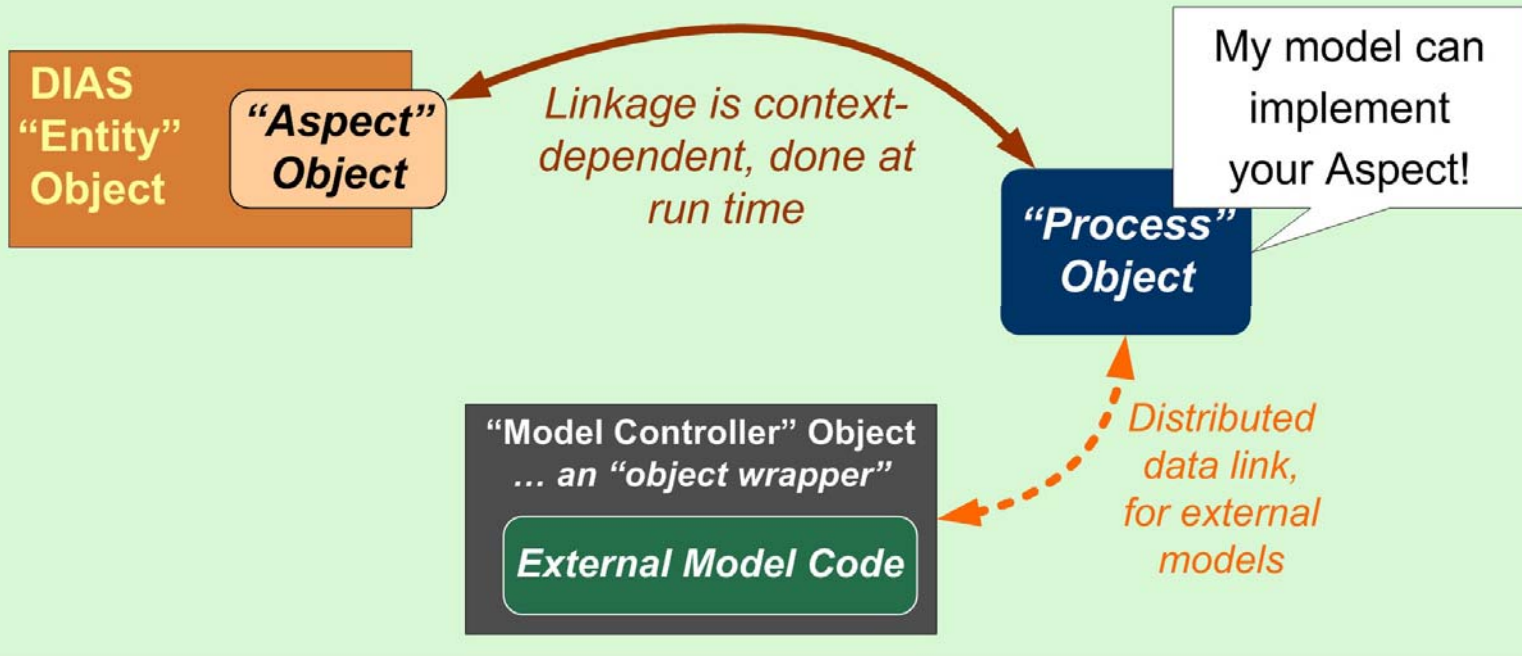 DIAS
“Entity”
Object
“Aspect”
Object
Linkage is context-
dependent, done at
run time
My model can
implement
your Aspect!
“Process”
Object
“Model Controller” Object
… an “object wrapper”
External Model Code
Distributed
data link,
for external
models